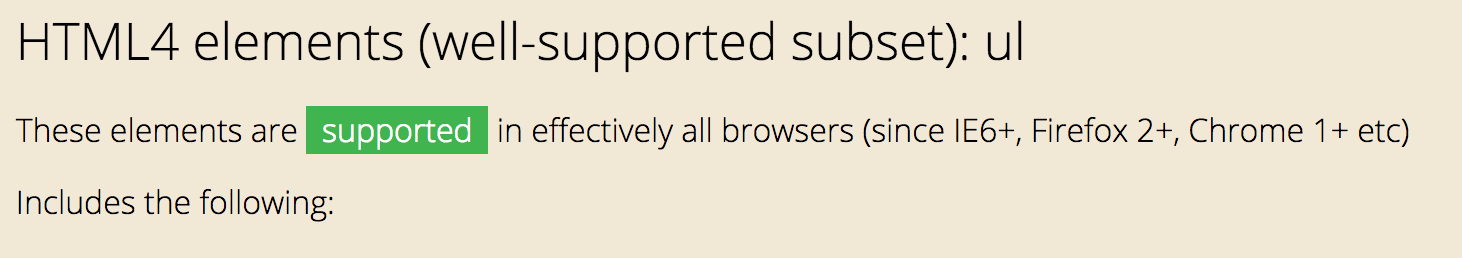 HTML4 elements (well-supported subset): ul
These elements are supported in effectively all browsers (since IE6+, Firefox 2+, Chrome 1+ etc)
Includes the following: